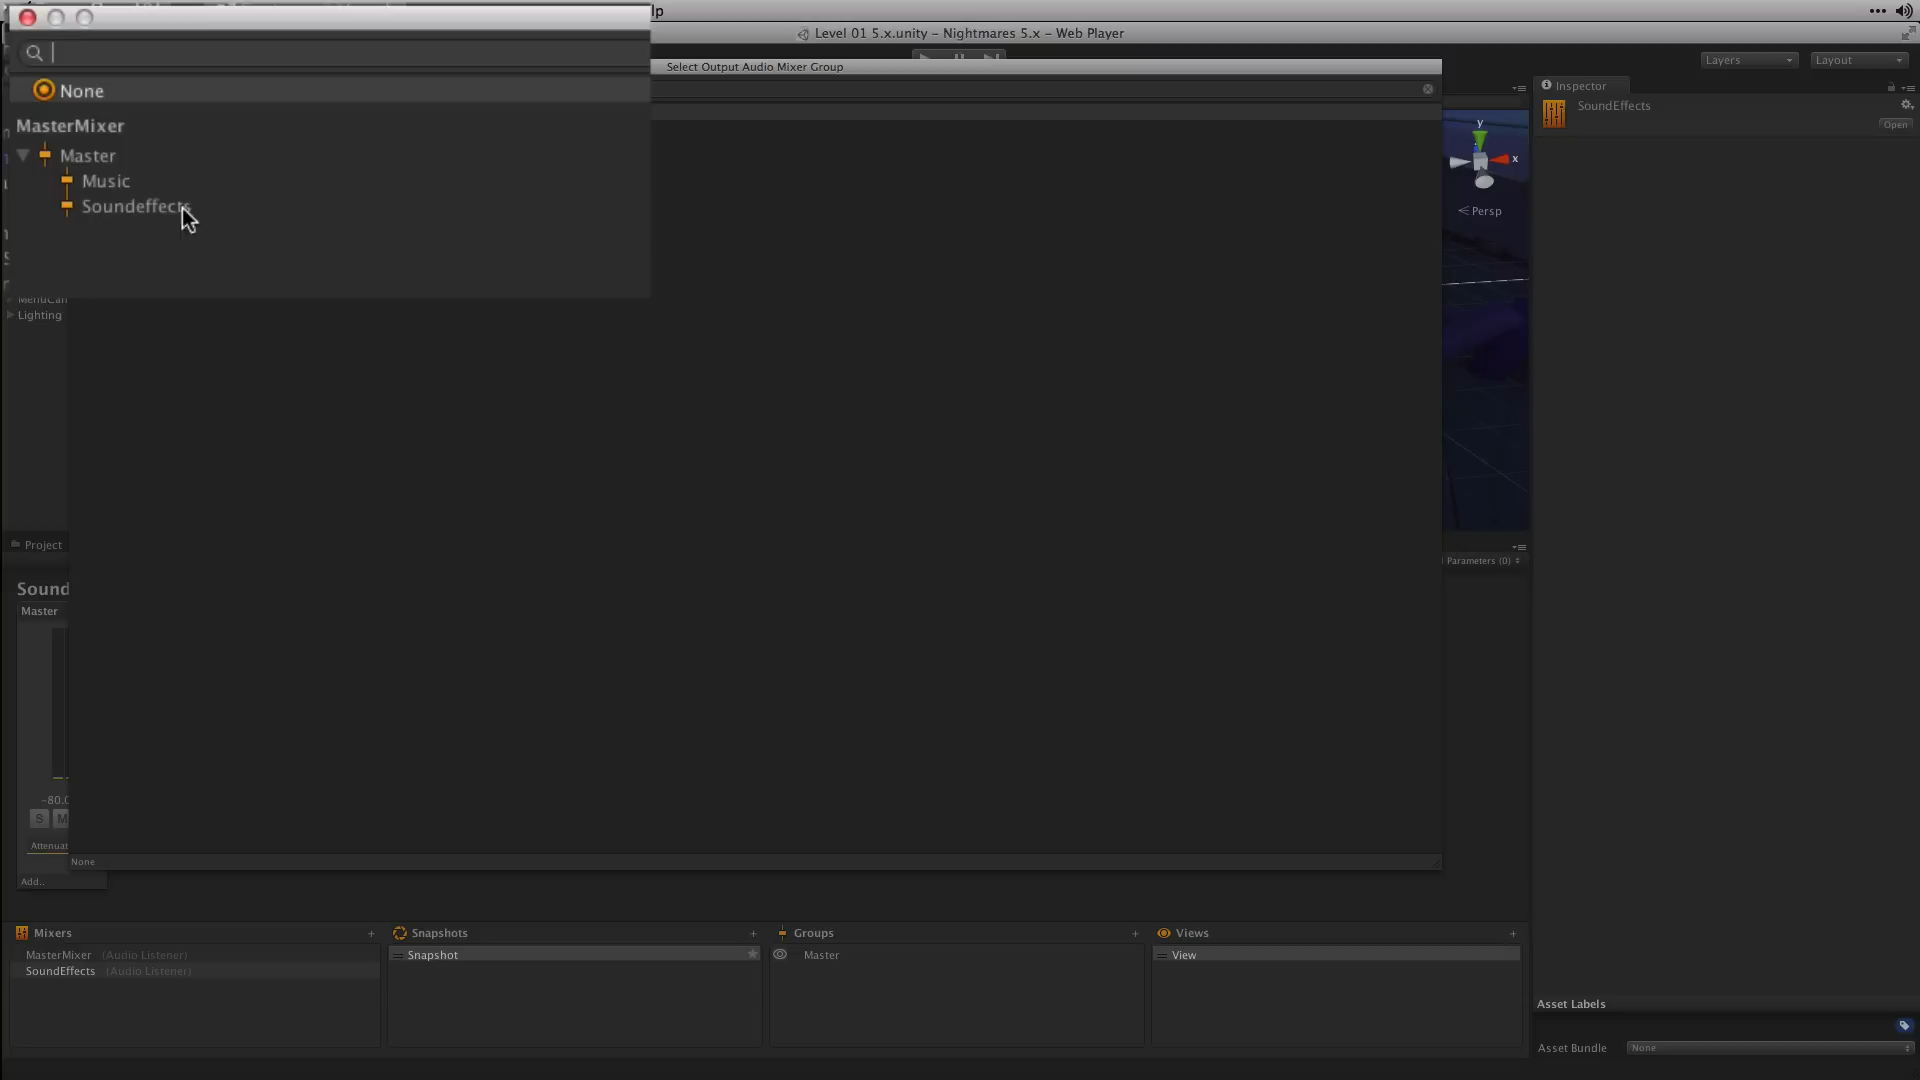 lp
Level 01 5.x.unity – Nightmares 5.x – Web Player
Layers
Layout
Select Output Audio Mixer Group
None
MasterMixer
Master
Music
Soundeffects
Lighting
y
x
Persp
Inspector
SoundEffects
Open
Project
Parameters (0)
Sound
Master
-80.0
S
M
Attenuat
Add..
None
Mixers
MasterMixer (Audio Listener)
SoundEffects (Audio Listener)
Snapshots
Snapshot
Groups
Master
Views
View
Asset Labels
Asset Bundle
None